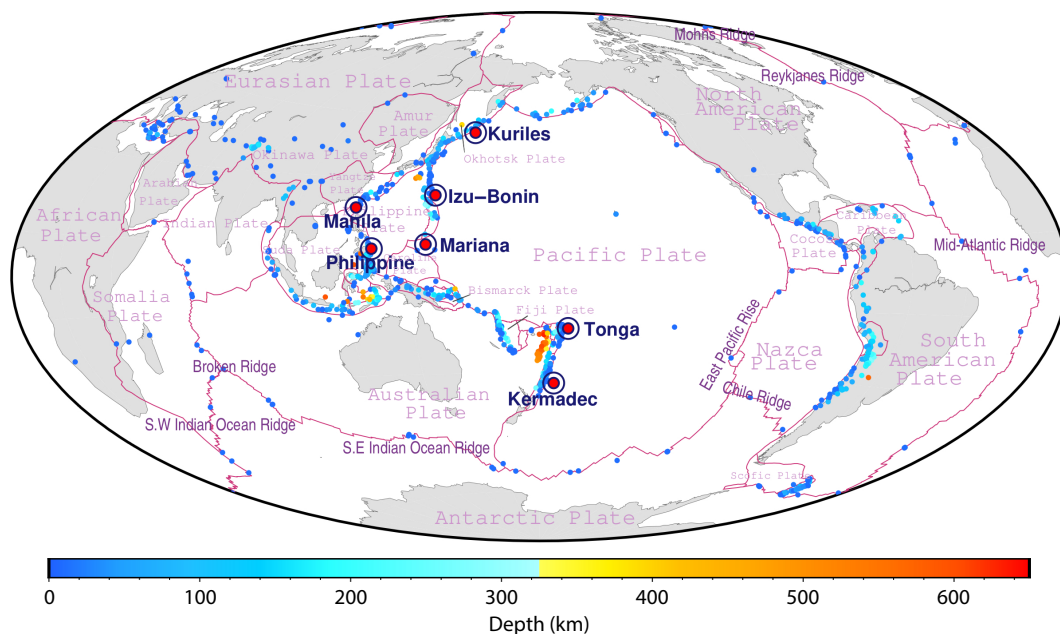 Mohns Ridge
Reykjanes Ridge
Eurasian Plate
North
American
Plate
Amur
Plate
Kuriles
Okhotsk Plate
Okinawa Plate
Yangtze
Plate
Arabian
Plate
Izu–Bonin
African
Plate
Indian Plate
Manila
Philippine
Plate
Mariana
Philippine
Plate
Caribbean
Plate
Cocos
Plate
Mid-Atlantic Ridge
Pacific Plate
Somalia
Plate
Bismarck Plate
Fiji Plate
Tonga
East Pacific Rise
Nazca
Plate
South
American
Plate
Broken Ridge
Australian
Plate
Kermadec
Chile Ridge
S.W Indian Ocean Ridge
S.E Indian Ocean Ridge
Scotic Plate
Antarctic Plate
0 100 200 300 400 500 600
Depth (km)